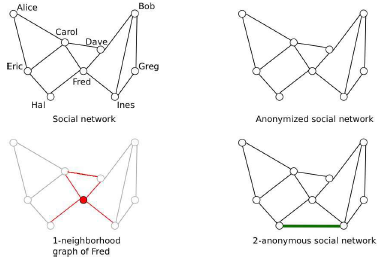 Alice
Bob
Carol
Dave
Eric
Fred
Greg
Hal
Ines
Social network
Anonymized social network
1-neighborhood
graph of Fred
2-anonymous social network